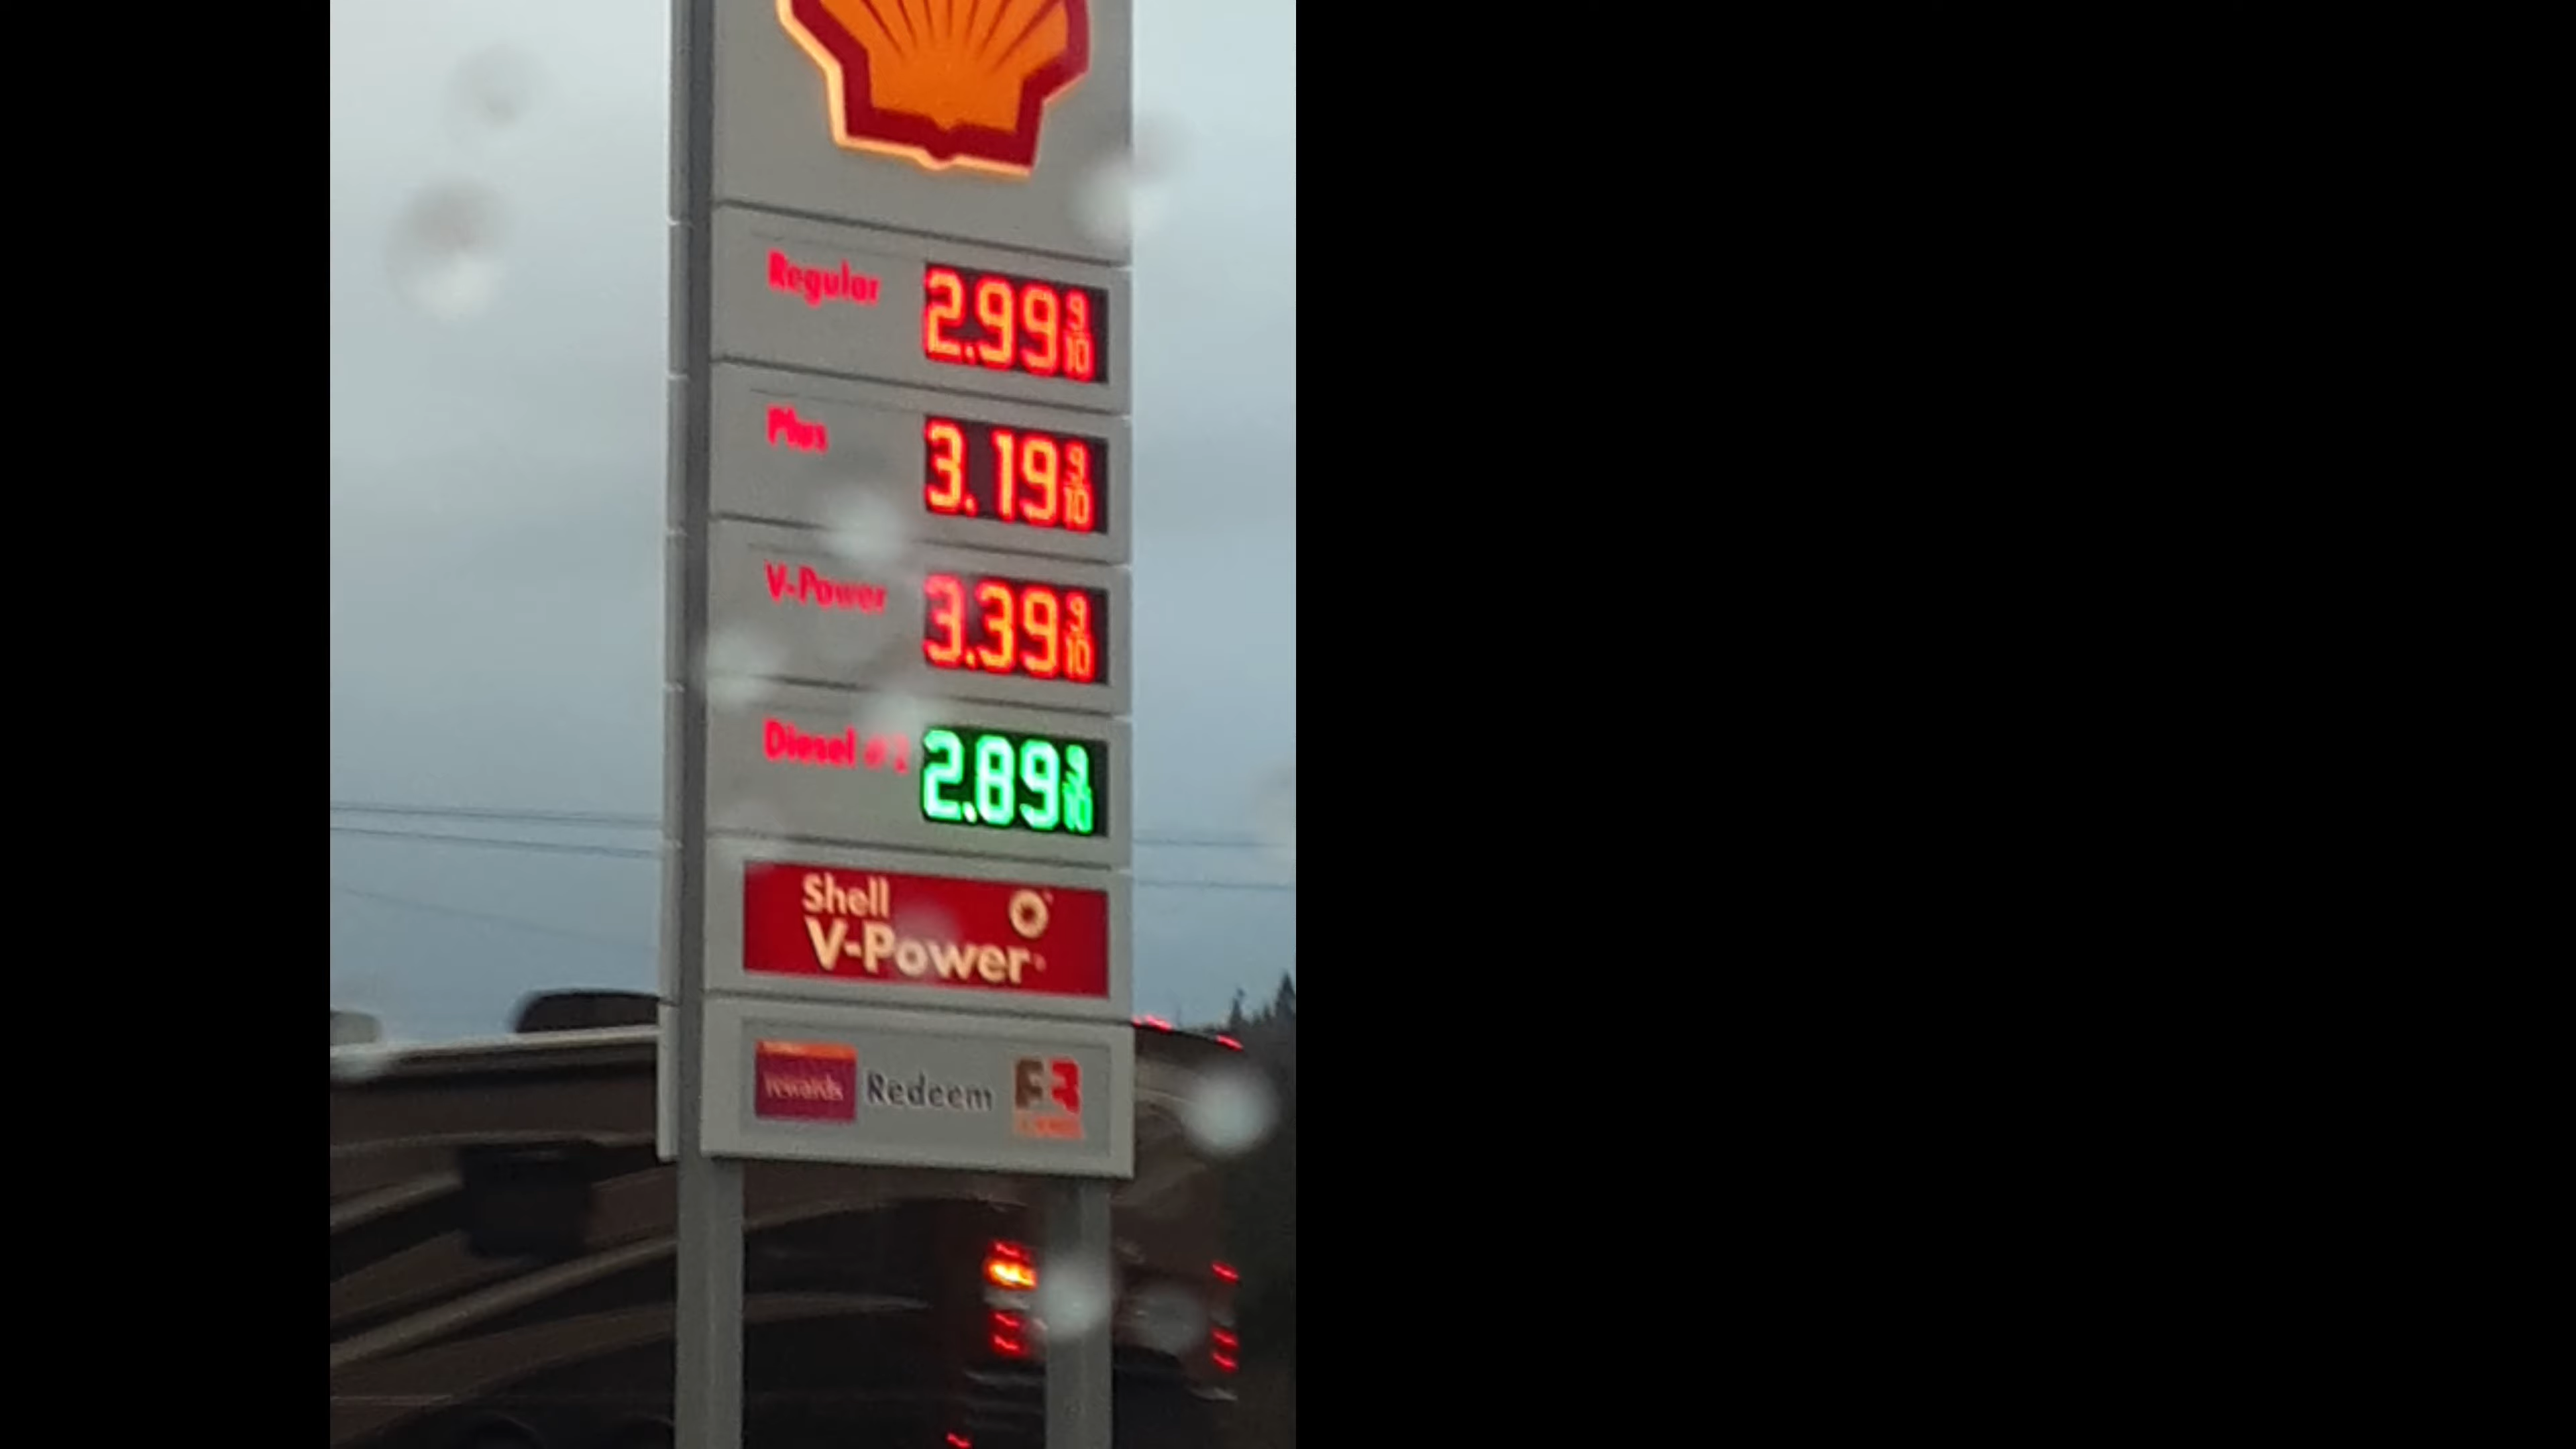 Regular 2.99 9/10
Plus 3.19 9/10
V-Power 3.39 9/10
Diesel #2 2.89 9/10
Shell
V-Power
rewards Redeem